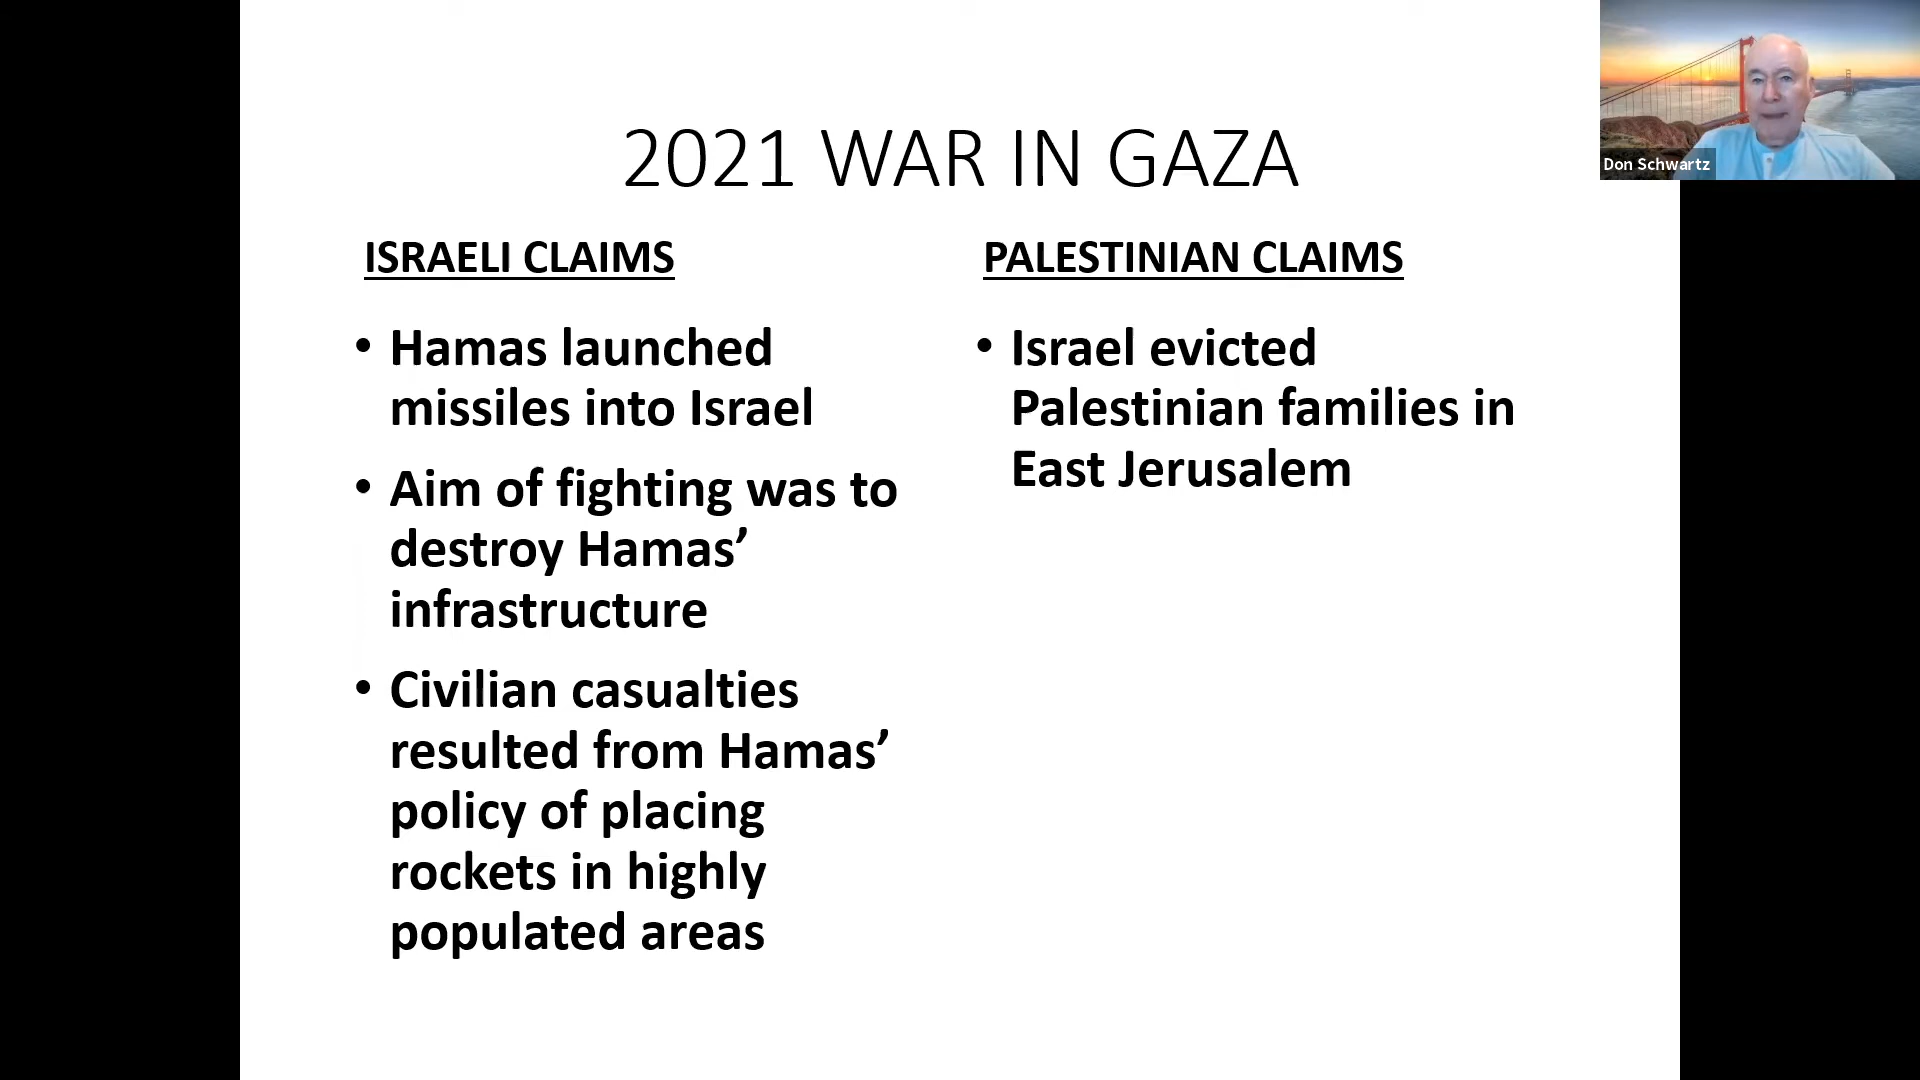 2021 WAR IN GAZA
Don Schwartz
ISRAELI CLAIMS
• Hamas launched
missiles into Israel
• Aim of fighting was to
destroy Hamas’
infrastructure
• Civilian casualties
resulted from Hamas’
policy of placing
rockets in highly
populated areas
PALESTINIAN CLAIMS
• Israel evicted
Palestinian families in
East Jerusalem